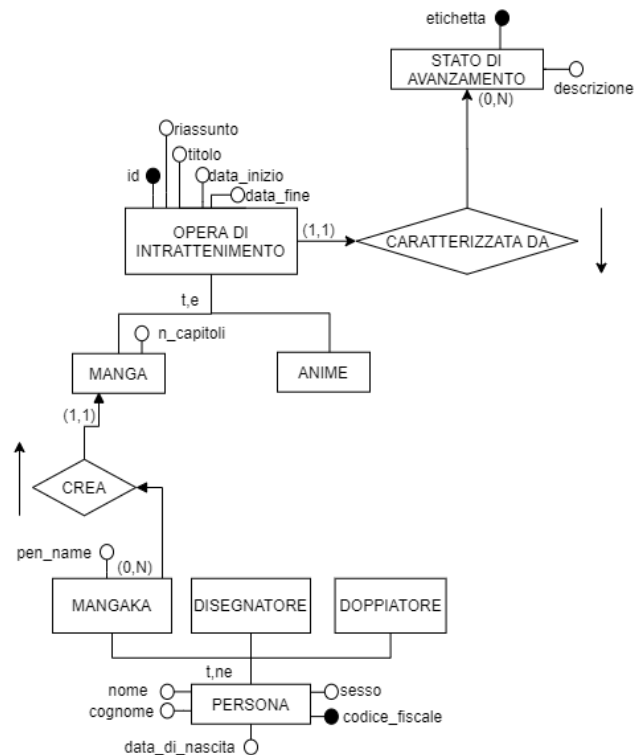 etichetta
STATO DI
AVANZAMENTO
descrizione
(0,N)
riassunto
titolo
id
data_inizio
data_fine
OPERA DI
INTRATTENIMENTO
(1,1)
CARATTERIZZATA DA
t,e
n_capitoli
MANGA
ANIME
(1,1)
CREA
pen_name
(0,N)
MANGAKA
DISEGNATORE
DOPPIATORE
t,ne
nome
sesso
PERSONA
cognome
codice_fiscale
data_di_nascita